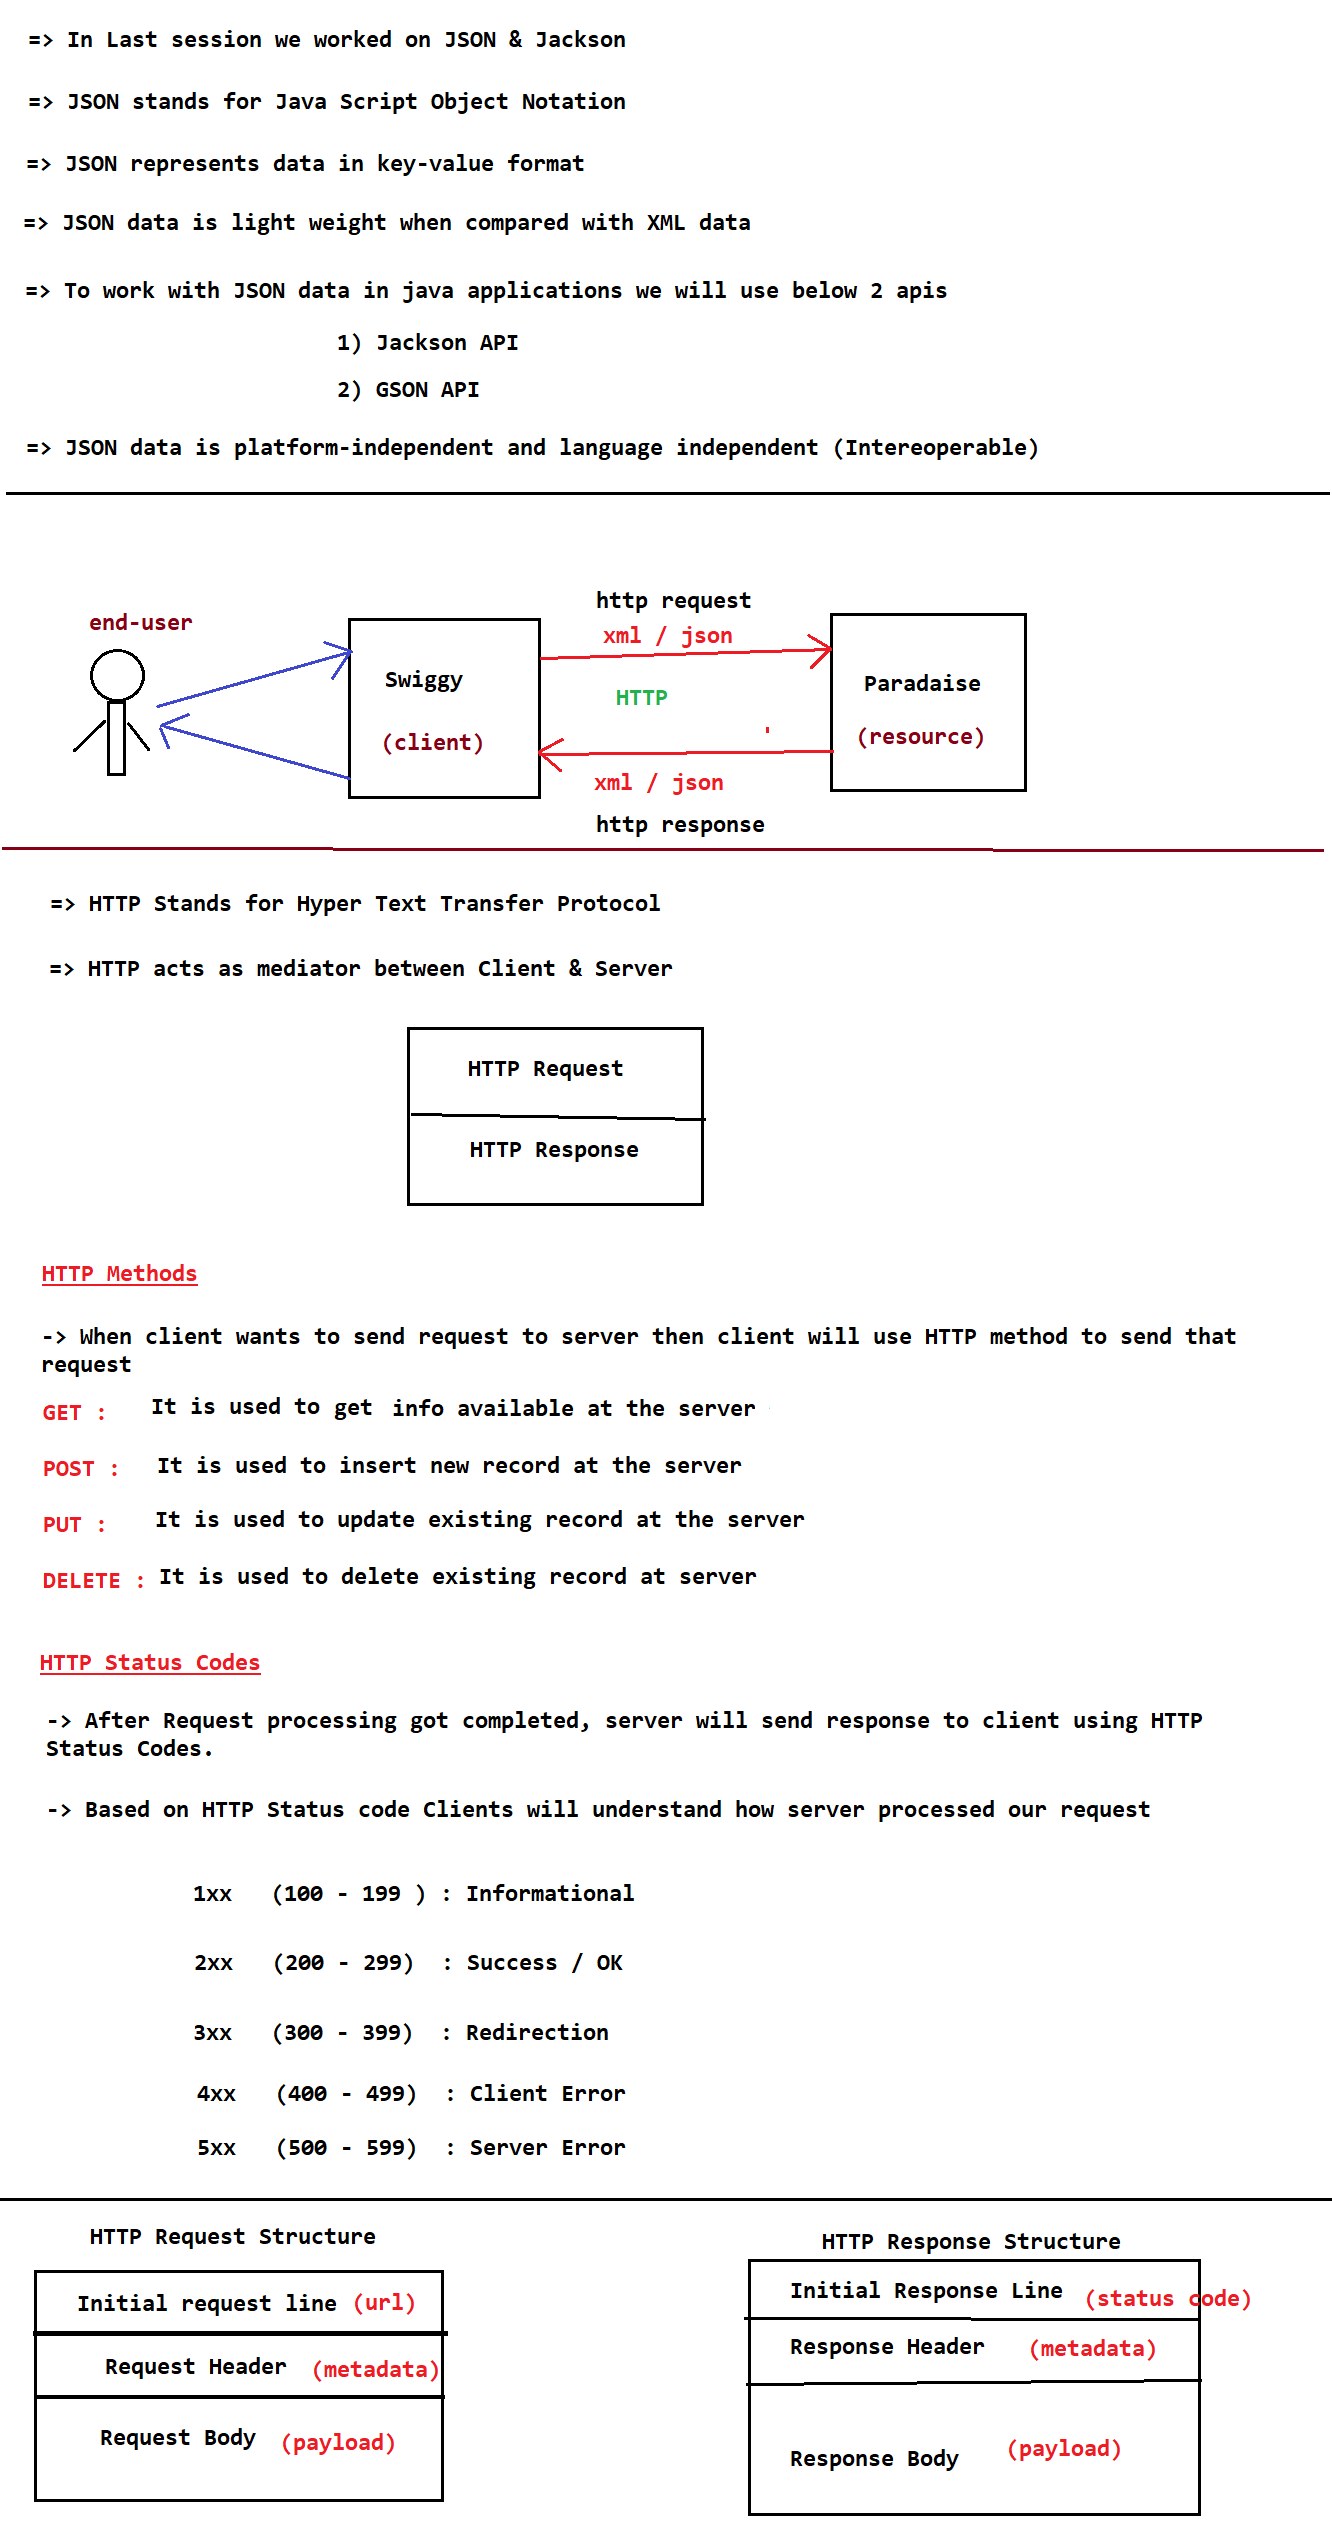 => In Last session we worked on JSON & Jackson
=> JSON stands for Java Script Object Notation
=> JSON represents data in key-value format
=> JSON data is light weight when compared with XML data
=> To work with JSON data in java applications we will use below 2 apis
1) Jackson API
2) GSON API
=> JSON data is platform-independent and language independent (Intereoperable)
end-user
Swiggy
(client)
http request
xml / json
HTTP
xml / json
http response
Paradaise
(resource)
=> HTTP Stands for Hyper Text Transfer Protocol
=> HTTP acts as mediator between Client & Server
HTTP Request
HTTP Response
HTTP Methods
-> When client wants to send request to server then client will use HTTP method to send that
request
GET : It is used to get info available at the server
POST : It is used to insert new record at the server
PUT : It is used to update existing record at the server
DELETE : It is used to delete existing record at server
HTTP Status Codes
-> After Request processing got completed, server will send response to client using HTTP
Status Codes.
-> Based on HTTP Status code Clients will understand how server processed our request
1xx (100 - 199 ) : Informational
2xx (200 - 299) : Success / OK
3xx (300 - 399) : Redirection
4xx (400 - 499) : Client Error
5xx (500 - 599) : Server Error
HTTP Request Structure
Initial request line (url)
Request Header (metadata)
Request Body (payload)
HTTP Response Structure
Initial Response Line (status code)
Response Header (metadata)
Response Body (payload)